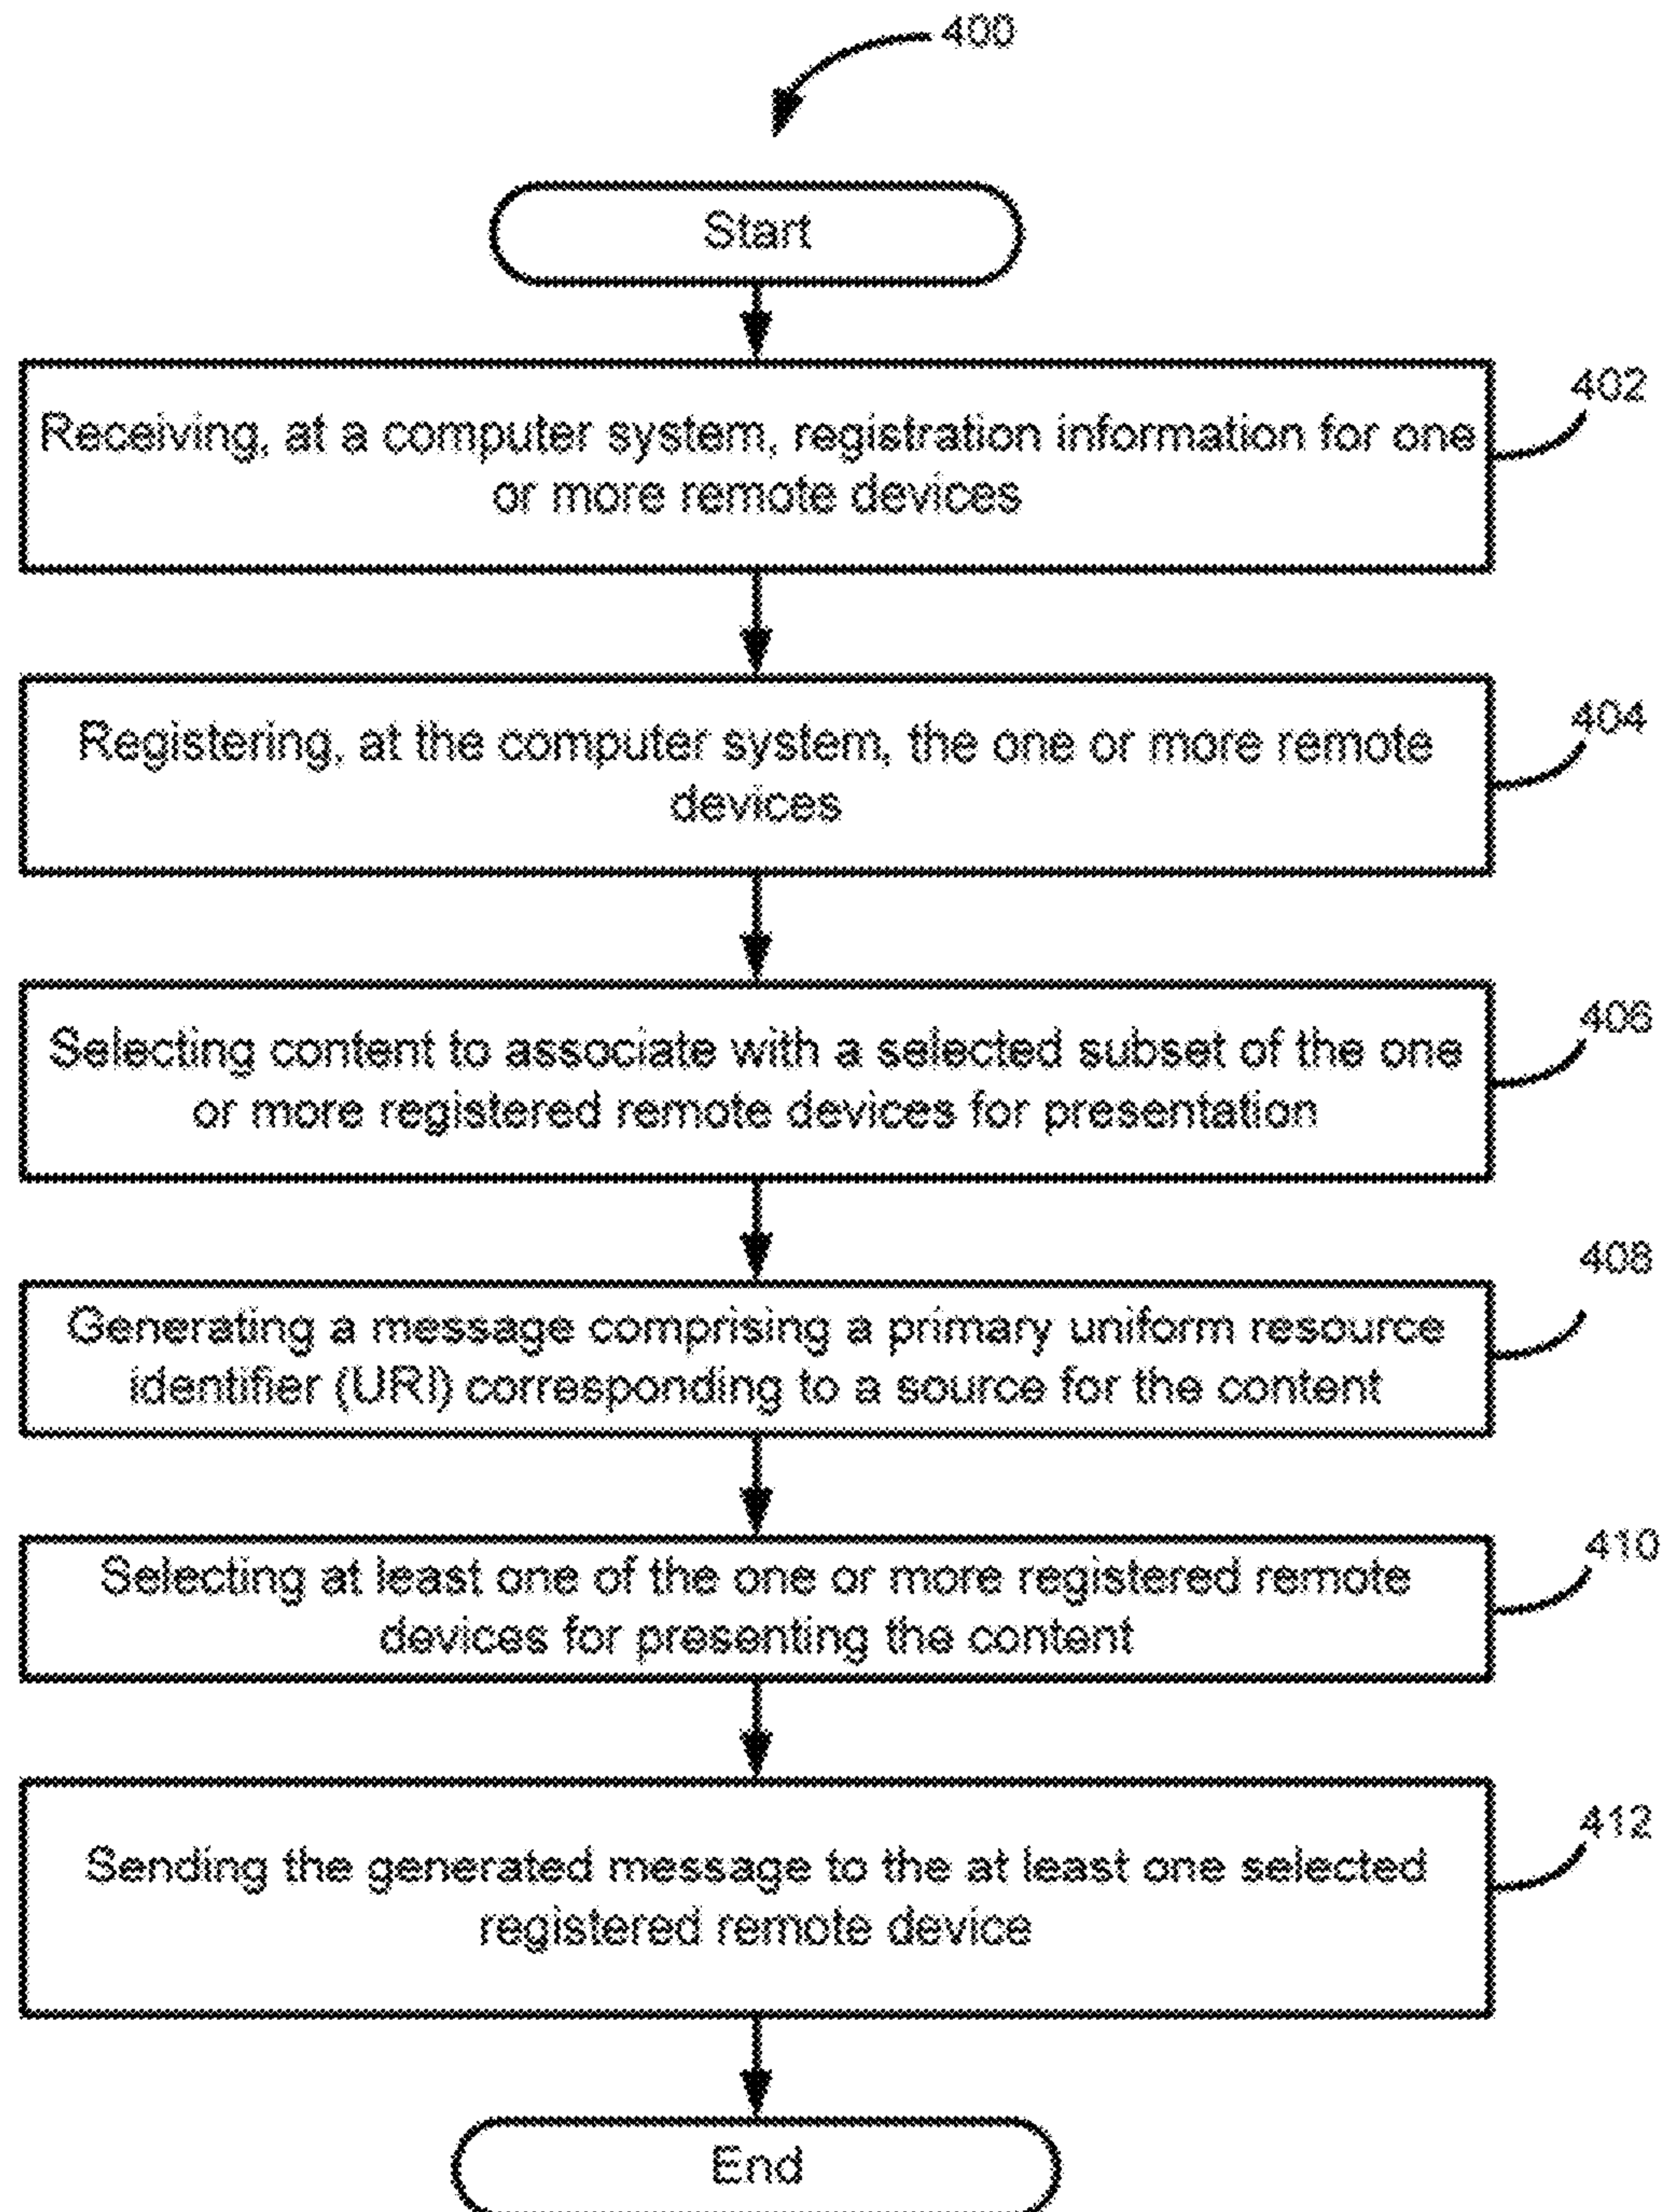 400
Start
Receiving, at a computer system, registration information for one
or more remote devices
402
Registering, at the computer system, the one or more remote
devices
404
Selecting content to associate with a selected subset of the one
or more registered remote devices for presentation
406
Generating a message comprising a primary uniform resource
identifier (URI) corresponding to a source for the content
408
Selecting at least one of the one or more registered remote
devices for presenting the content
410
Sending the generated message to the at least one selected
registered remote device
412
End